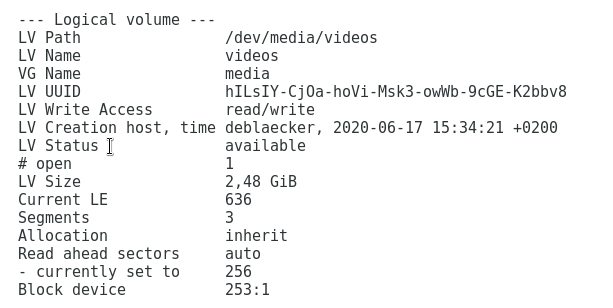 --- Logical volume ---
LV Path                /dev/media/videos
LV Name                videos
VG Name                media
LV UUID                hILsIY-CjOa-hoVi-Msk3-owWb-9cGE-K2bbv8
LV Write Access        read/write
LV Creation host, time deblaecker, 2020-06-17 15:34:21 +0200
LV Status              available
# open                 1
LV Size                2,48 GiB
Current LE             636
Segments               3
Allocation             inherit
Read ahead sectors     auto
- currently set to     256
Block device           253:1